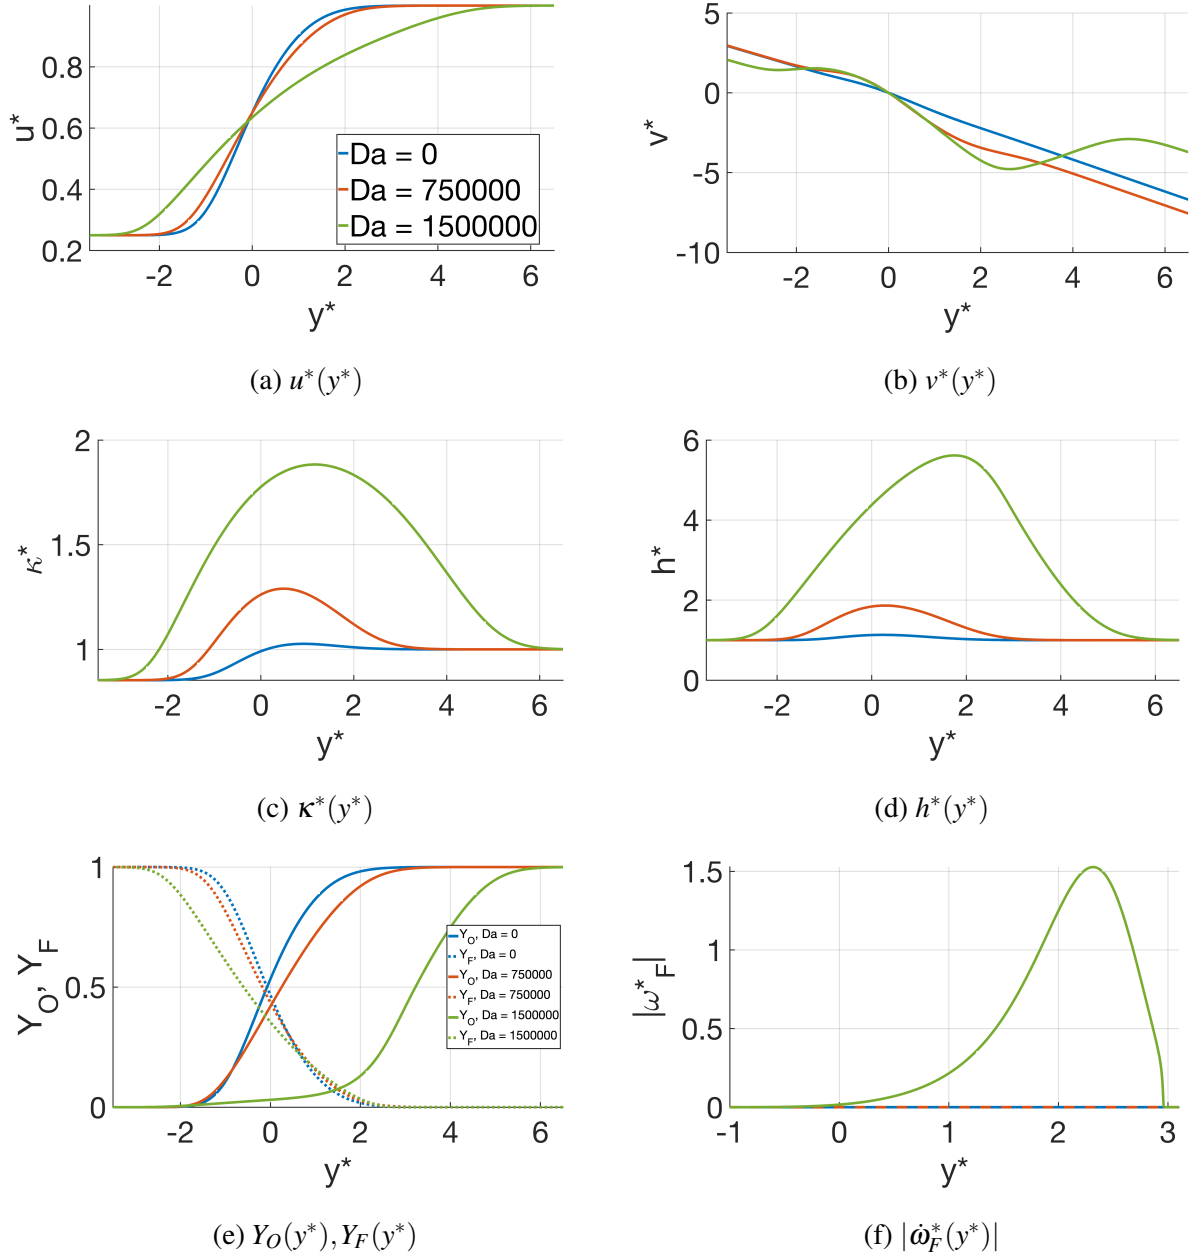 0.8
0.6
0.4
0.2
u*
-2 0 2 4 6
y*
Da = 0
Da = 750000
Da = 1500000
(a) u*(y*)
5
0
-5
-10
v*
-2 0 2 4 6
y*
(b) v*(y*)
2
1.5
1
κ*
-2 0 2 4 6
y*
(c) κ*(y*)
6
4
2
0
h*
-2 0 2 4 6
y*
(d) h*(y*)
1
0.5
0
Y_O, Y_F
-2 0 2 4 6
y*
Y_O, Da = 0
Y_F, Da = 0
Y_O, Da = 750000
Y_F, Da = 750000
Y_O, Da = 1500000
Y_F, Da = 1500000
(e) Y_O(y*), Y_F(y*)
1.5
1
0.5
0
|ω*_F|
-1 0 1 2 3
y*
(f) |ω̇*_F(y*)|